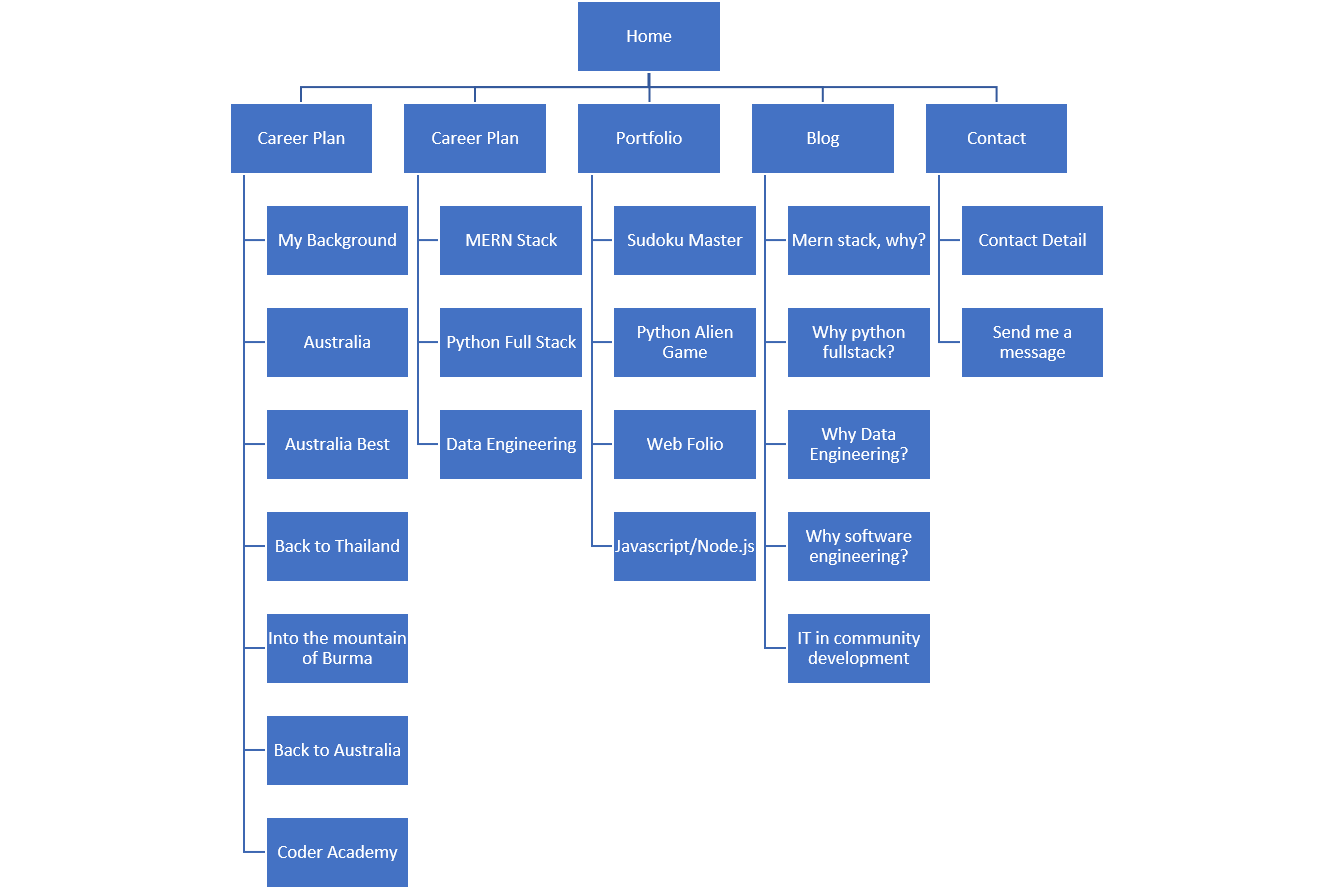 Home
Career Plan
Career Plan
Portfolio
Blog
Contact
My Background
MERN Stack
Sudoku Master
Mern stack, why?
Contact Detail
Australia
Python Full Stack
Python Alien
Game
Why python
fullstack?
Send me a
message
Australia Best
Data Engineering
Web Folio
Why Data
Engineering?
Back to Thailand
Javascript/Node.js
Why software
engineering?
Into the mountain
of Burma
IT in community
development
Back to Australia
Coder Academy